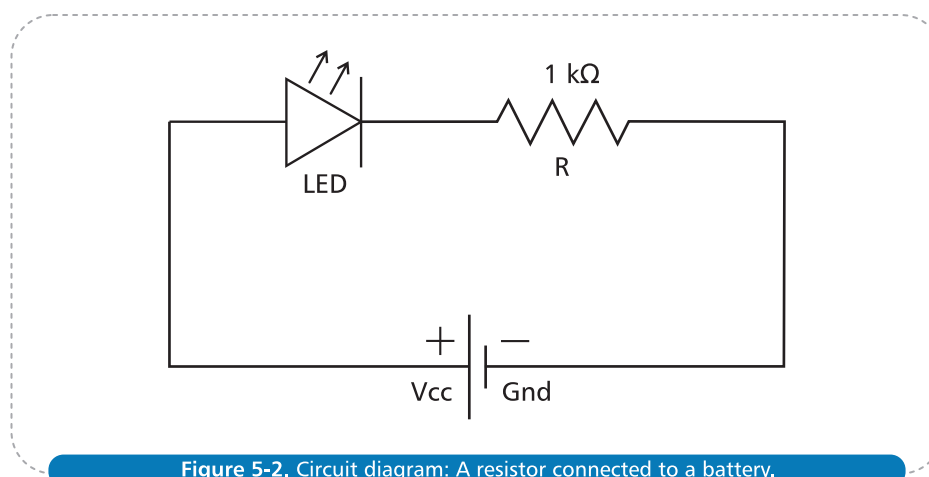 1 kΩ
R
LED
+ −
Vcc Gnd
Figure 5-2. Circuit diagram: A resistor connected to a battery.